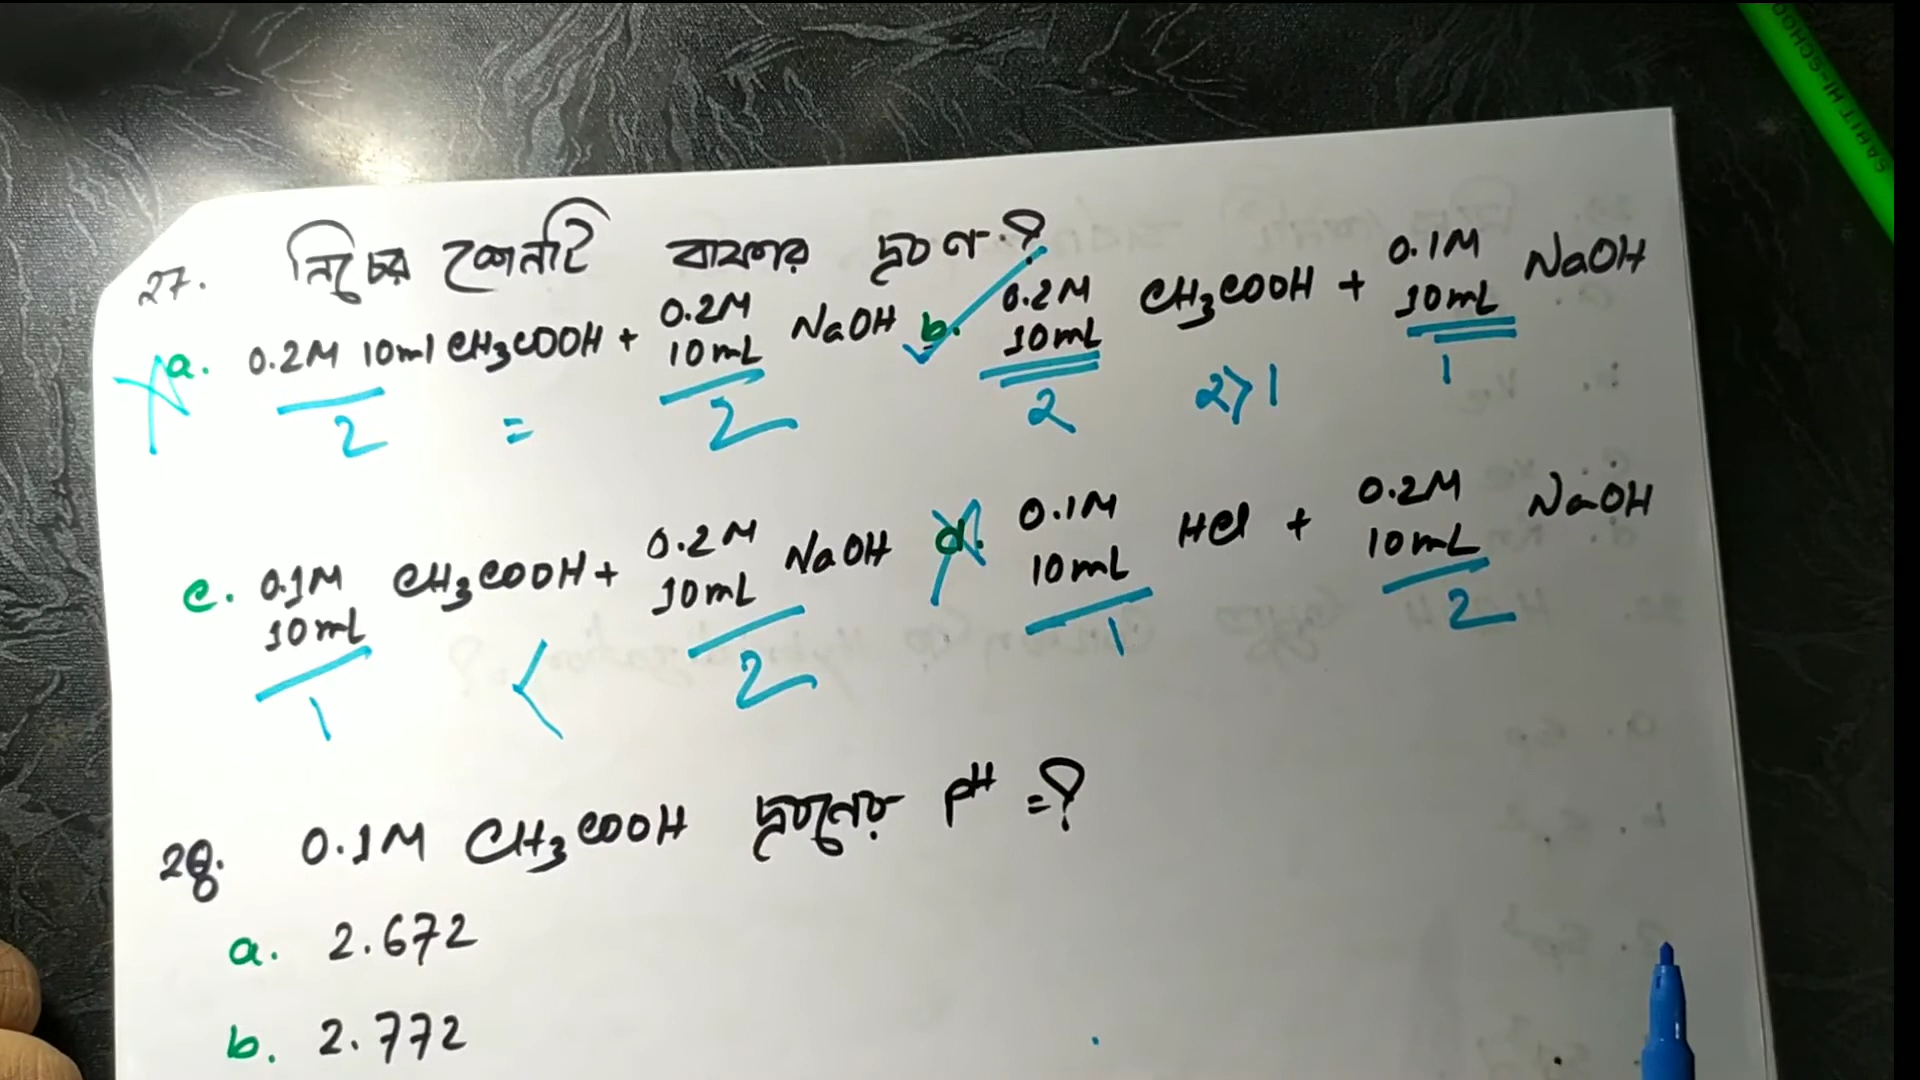 27. নিচের কোনটি বাফার দ্রবণ?
a. 0.2M 10ml CH₃COOH + 0.2M 10mL NaOH
2 = 2
b. 0.2M 10mL CH₃COOH + 0.1M 10mL NaOH
2 2>1 1
c. 0.1M 10mL CH₃COOH + 0.2M 10mL NaOH
1 < 2
d. 0.1M 10mL HCl + 0.2M 10mL NaOH
1 2
28. 0.1M CH₃COOH দ্রবণের pH =?
a. 2.672
b. 2.772